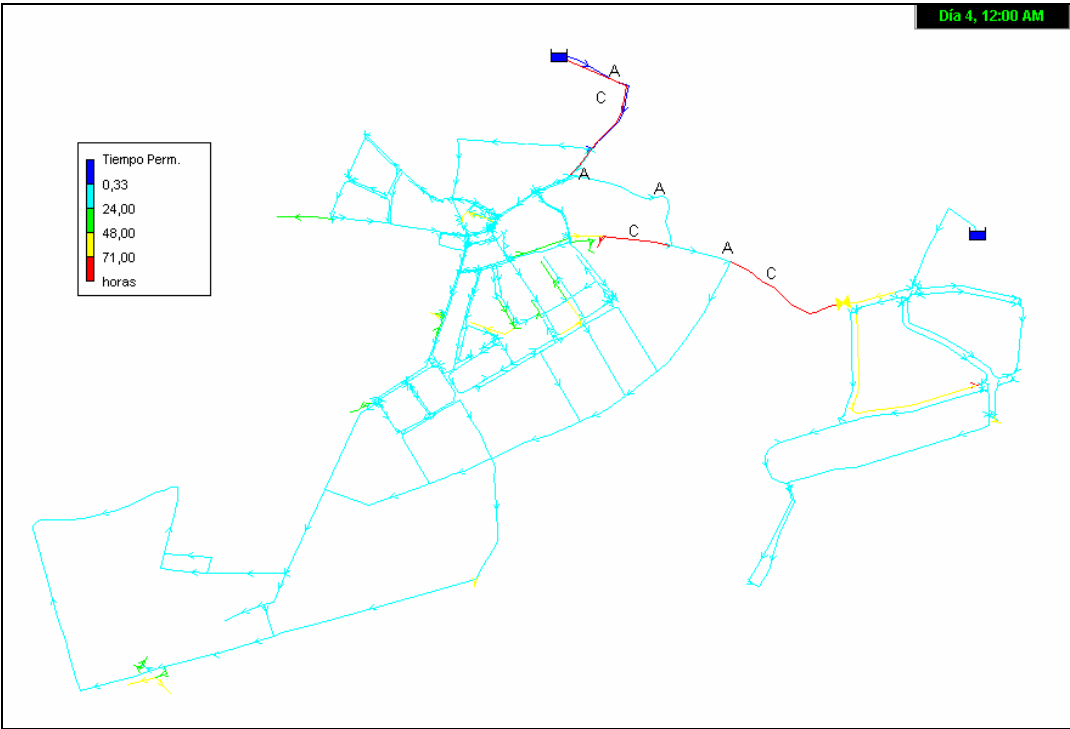 Día 4, 12:00 AM
A
C
A
A
C
A
C
Tiempo Perm.
0,33
24,00
48,00
71,00
horas